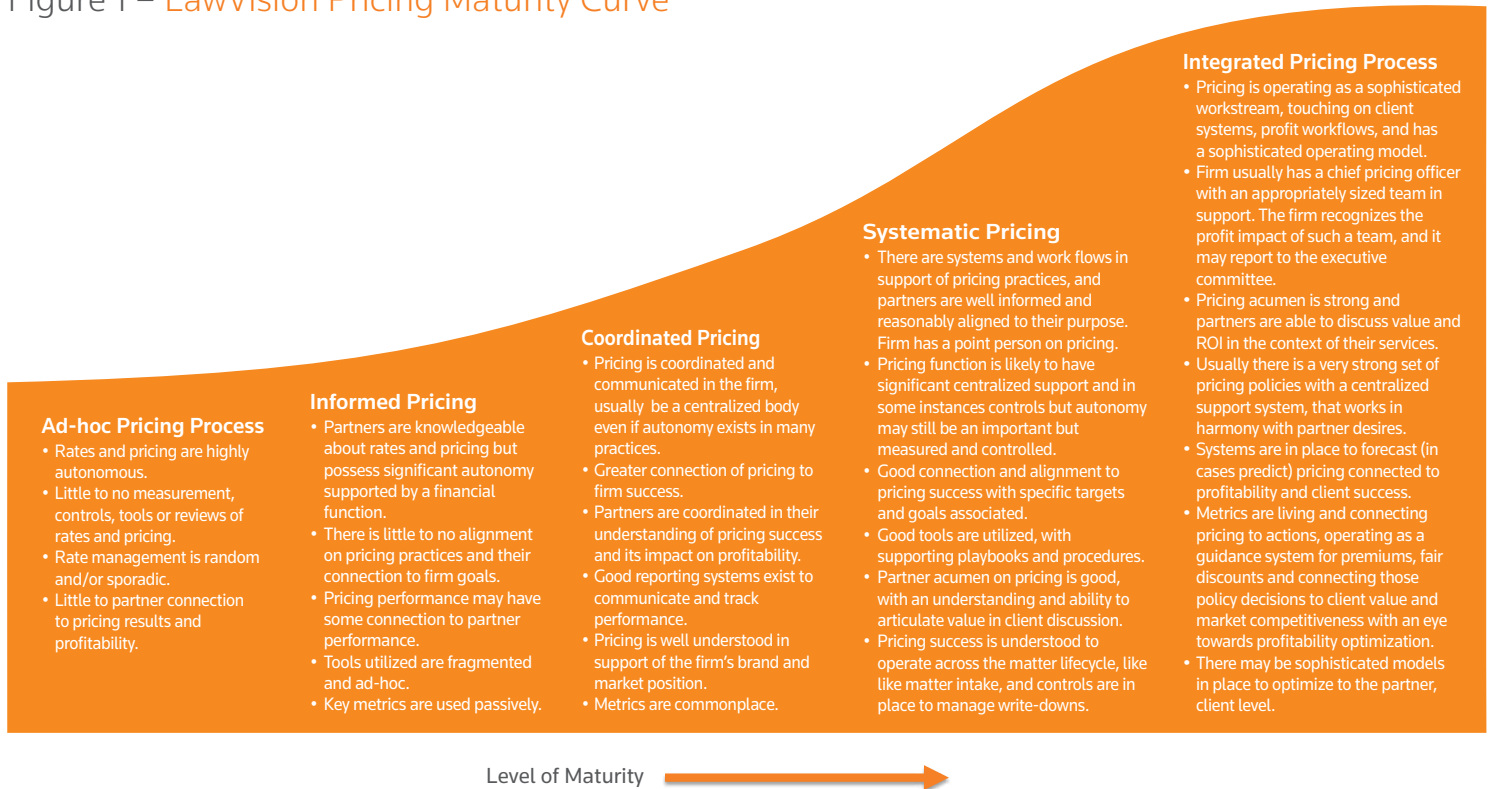 Figure 1 – LawVision Pricing Maturity Curve
Ad-hoc Pricing Process
• Rates and pricing are highly
autonomous.
• Little to no measurement,
controls, tools or reviews of
rates and pricing.
• Rate management is random
and/or sporadic.
• Little to partner connection
to pricing results and
profitability.
Informed Pricing
• Partners are knowledgeable
about rates and pricing but
possess significant autonomy
supported by a financial
function.
• There is little to no alignment
on pricing practices and their
connection to firm goals.
• Pricing performance may have
some connection to partner
performance.
• Tools utilized are fragmented
and ad-hoc.
• Key metrics are used passively.
Coordinated Pricing
• Pricing is coordinated and
communicated in the firm,
usually be a centralized body
even if autonomy exists in many
practices.
• Greater connection of pricing to
firm success.
• Partners are coordinated in their
understanding of pricing success
and its impact on profitability.
• Good reporting systems exist to
communicate and track
performance.
• Pricing is well understood in
support of the firm's brand and
market position.
• Metrics are commonplace.
Systematic Pricing
• There are systems and work flows in
support of pricing practices, and
partners are well informed and
reasonably aligned to their purpose.
Firm has a point person on pricing.
• Pricing function is likely to have
significant centralized support and in
some instances controls but autonomy
may still be an important but
measured and controlled.
• Good connection and alignment to
pricing success with specific targets
and goals associated.
• Good tools are utilized, with
supporting playbooks and procedures.
• Partner acumen on pricing is good,
with an understanding and ability to
articulate value in client discussion.
• Pricing success is understood to
operate across the matter lifecycle, like
like matter intake, and controls are in
place to manage write-downs.
Integrated Pricing Process
• Pricing is operating as a sophisticated
workstream, touching on client
systems, profit workflows, and has
a sophisticated operating model.
• Firm usually has a chief pricing officer
with an appropriately sized team in
support. The firm recognizes the
profit impact of such a team, and it
may report to the executive
committee.
• Pricing acumen is strong and
partners are able to discuss value and
ROI in the context of their services.
• Usually there is a very strong set of
pricing policies with a centralized
support system, that works in
harmony with partner desires.
• Systems are in place to forecast (in
cases predict) pricing connected to
profitability and client success.
• Metrics are living and connecting
pricing to actions, operating as a
guidance system for premiums, fair
discounts and connecting those
policy decisions to client value and
market competitiveness with an eye
towards profitability optimization.
• There may be sophisticated models
in place to optimize to the partner,
client level.
Level of Maturity